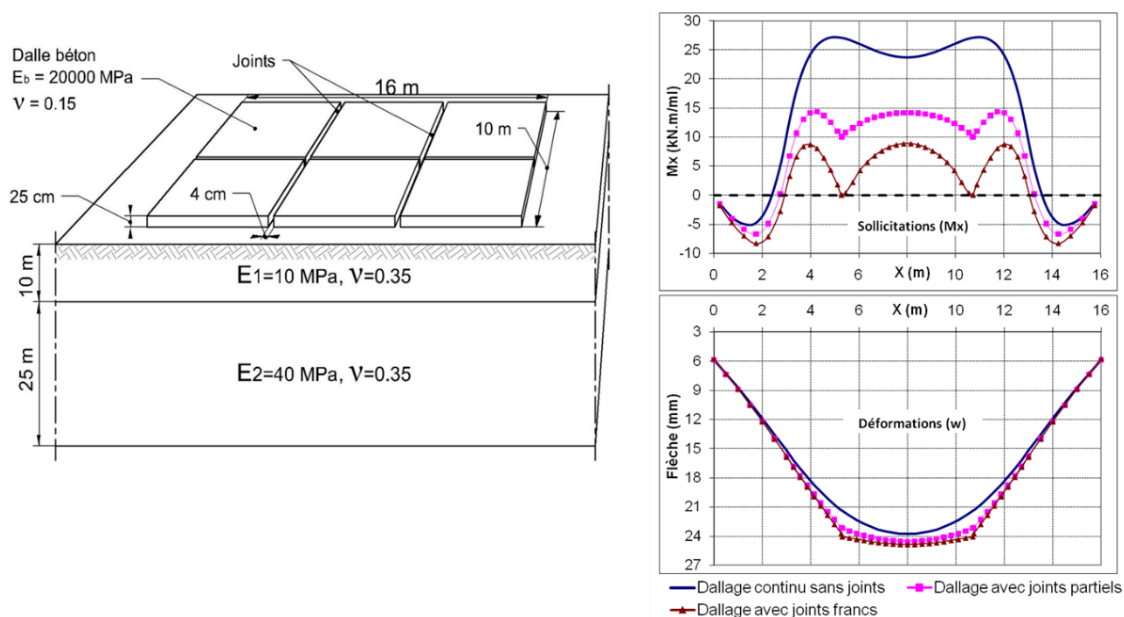 Dalle béton
Eb = 20000 MPa
ν = 0.15
Joints
16 m
10 m
25 cm
4 cm
10 m
E1=10 MPa, ν=0.35
25 m
E2=40 MPa, ν=0.35
Mx (kN.m/ml)
30
25
20
15
10
5
0
-5
-10
Sollicitations (Mx)
0 2 4 6 8 10 12 14 16
X (m)
0 2 4 6 8 10 12 14 16
X (m)
Flèche (mm)
3
6
9
12
15
18
21
24
27
Déformations (w)
Dallage continu sans joints
Dallage avec joints partiels
Dallage avec joints francs